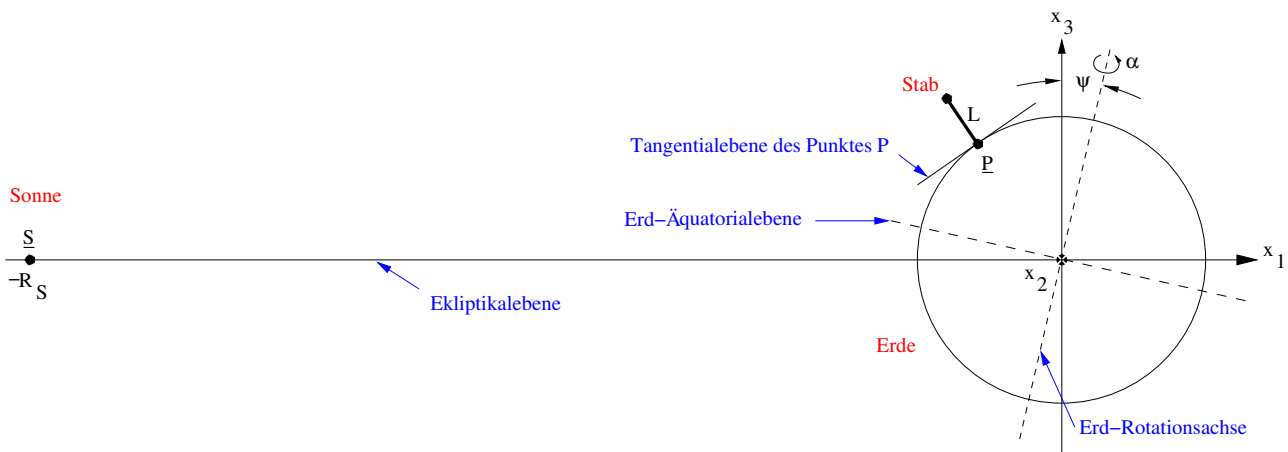 x3
α
ψ
Stab
L
Tangentialebene des Punktes P
P
Sonne
Erd−Äquatorialebene
S
x1
−RS
x2
Ekliptikalebene
Erde
Erd−Rotationsachse